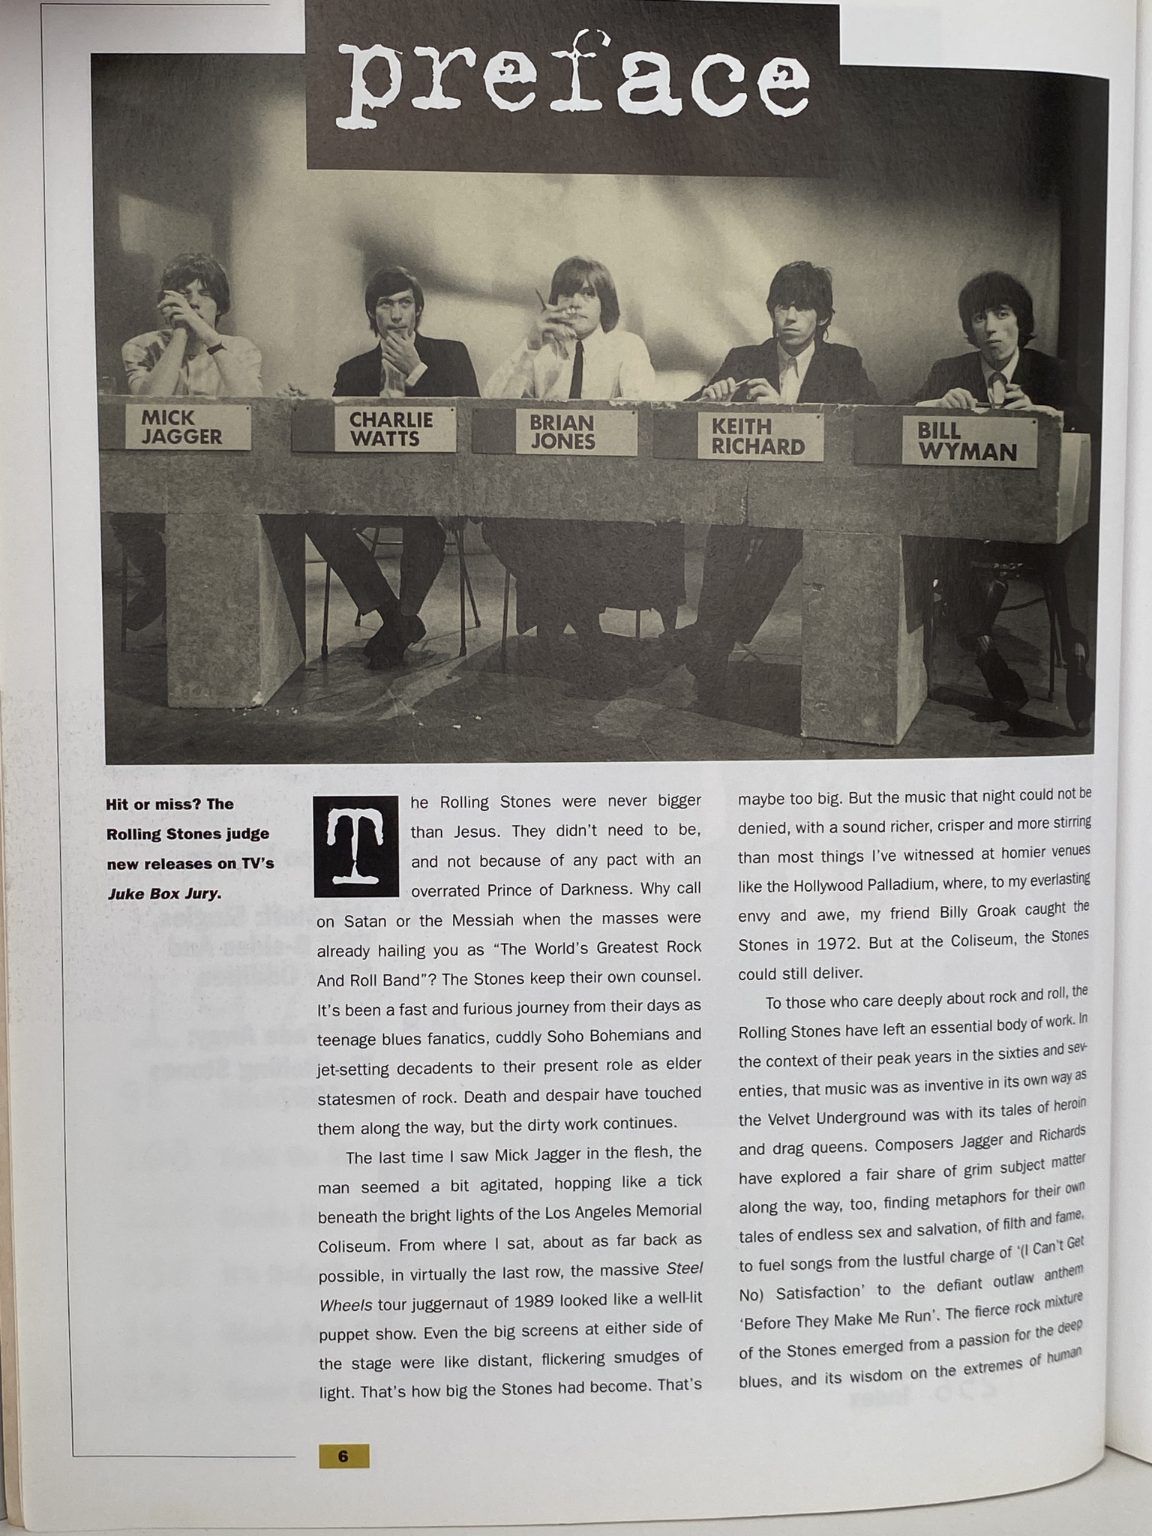 preface
MICK
JAGGER
CHARLIE
WATTS
BRIAN
JONES
KEITH
RICHARD
BILL
WYMAN
Hit or miss? The
Rolling Stones judge
new releases on TV's
Juke Box Jury.
The Rolling Stones were never bigger
than Jesus. They didn't need to be,
and not because of any pact with an
overrated Prince of Darkness. Why call
on Satan or the Messiah when the masses were
already hailing you as “The World's Greatest Rock
And Roll Band”? The Stones keep their own counsel.
It's been a fast and furious journey from their days as
teenage blues fanatics, cuddly Soho Bohemians and
jet-setting decadents to their present role as elder
statesmen of rock. Death and despair have touched
them along the way, but the dirty work continues.
The last time I saw Mick Jagger in the flesh, the
man seemed a bit agitated, hopping like a tick
beneath the bright lights of the Los Angeles Memorial
Coliseum. From where I sat, about as far back as
possible, in virtually the last row, the massive Steel
Wheels tour juggernaut of 1989 looked like a well-lit
puppet show. Even the big screens at either side of
the stage were like distant, flickering smudges of
light. That's how big the Stones had become. That's
maybe too big. But the music that night could not be
denied, with a sound richer, crisper and more stirring
than most things I've witnessed at homier venues
like the Hollywood Palladium, where, to my everlasting
envy and awe, my friend Billy Groak caught the
Stones in 1972. But at the Coliseum, the Stones
could still deliver.
To those who care deeply about rock and roll, the
Rolling Stones have left an essential body of work. In
the context of their peak years in the sixties and sev-
enties, that music was as inventive in its own way as
the Velvet Underground was with its tales of heroin
and drag queens. Composers Jagger and Richards
have explored a fair share of grim subject matter
along the way, too, finding metaphors for their own
tales of endless sex and salvation, of filth and fame,
to fuel songs from the lustful charge of ‘(I Can't Get
No) Satisfaction’ to the defiant outlaw anthem
‘Before They Make Me Run’. The fierce rock mixture
of the Stones emerged from a passion for the deep
blues, and its wisdom on the extremes of human
6